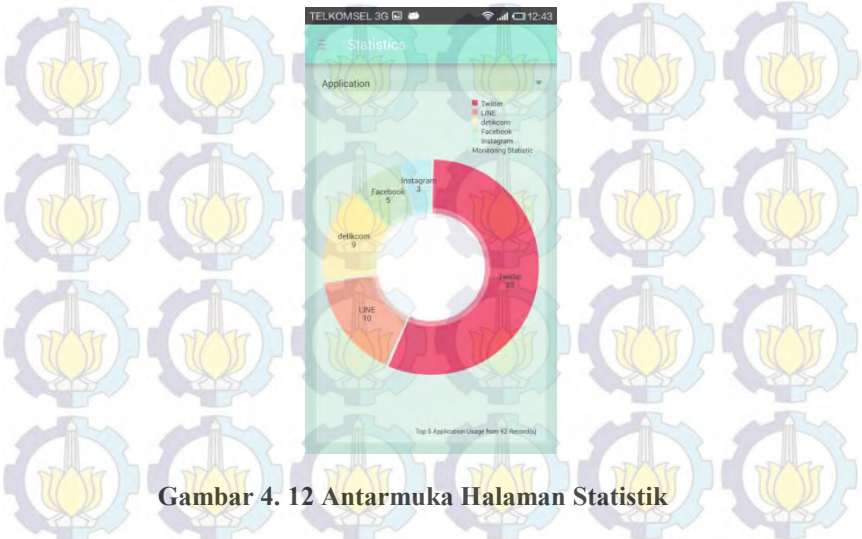 TELKOMSEL 3G 12:43
Statistics
Application
Twitter
LINE
detikcom
Facebook
Instagram
Monitoring Statistic
Instagram
3
Facebook
5
detikcom
9
Twitter
35
LINE
10
Top 5 Application Usage from 62 Record(s)
Gambar 4. 12 Antarmuka Halaman Statistik